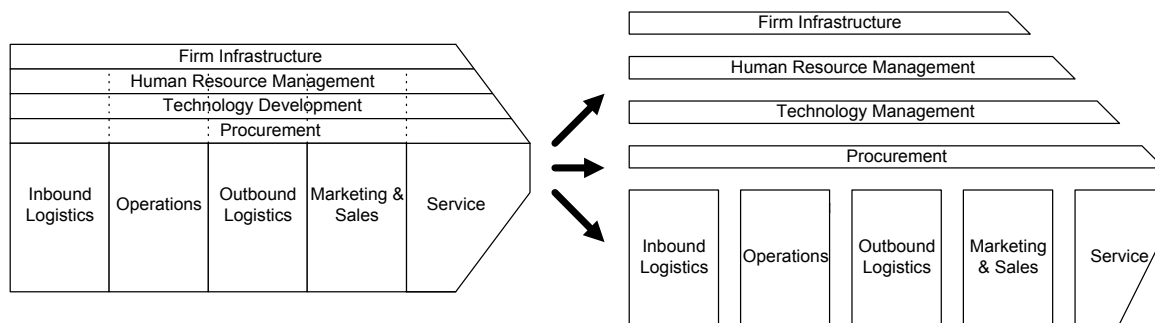 Firm Infrastructure
Human Resource Management
Technology Development
Procurement
Inbound
Logistics
Operations
Outbound
Logistics
Marketing &
Sales
Service
Firm Infrastructure
Human Resource Management
Technology Management
Procurement
Inbound
Logistics
Operations
Outbound
Logistics
Marketing
& Sales
Service